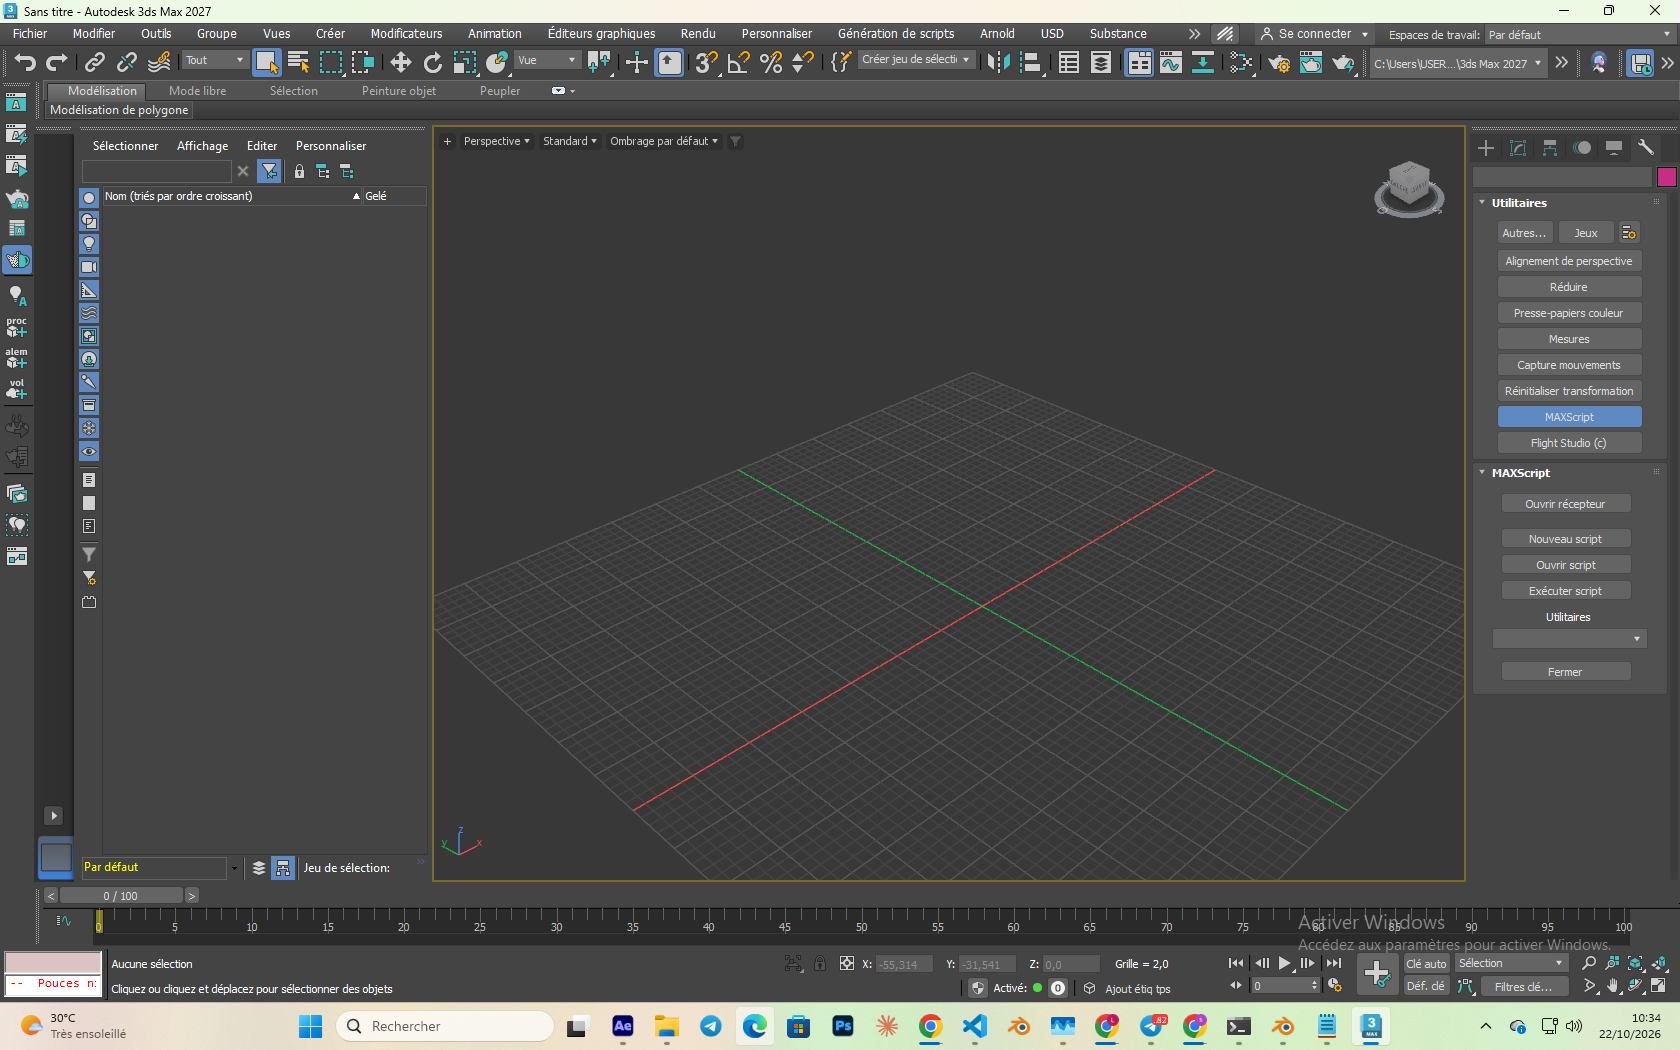 Sans titre - Autodesk 3ds Max 2027
Fichier Modifier Outils Groupe Vues Créer Modificateurs Animation Éditeurs graphiques Rendu Personnaliser Génération de scripts Arnold USD Substance Se connecter Espaces de travail: Par défaut
Tout Vue Créer jeu de sélecti C:\Users\USER...\3ds Max 2027
Modélisation Mode libre Sélection Peinture objet Peupler
Modélisation de polygone
Sélectionner Affichage Editer Personnaliser
+ Perspective Standard Ombrage par défaut
Nom (triés par ordre croissant) Gelé
proc
alem
vol
Utilitaires
Autres... Jeux
Alignement de perspective
Réduire
Presse-papiers couleur
Mesures
Capture mouvements
Réinitialiser transformation
MAXScript
Flight Studio (c)
MAXScript
Ouvrir récepteur
Nouveau script
Ouvrir script
Exécuter script
Utilitaires
Fermer
z
y x
Par défaut Jeu de sélection:
< 0 / 100 >
0 5 10 15 20 25 30 35 40 45 50 55 60 65 70 75 80 85 90 95 100
Activer Windows
Accédez aux paramètres pour activer Windows.
Aucune sélection X: -55,314 Y: -31,541 Z: 0,0 Grille = 2,0 Clé auto Sélection
-- Pouces n: Cliquez ou cliquez et déplacez pour sélectionner des objets Activé: 0 Ajout étiq tps 0 Déf. clé Filtres clé...
30°C
Très ensoleillé
Rechercher
Ae
Ps
82
10:34
22/10/2026